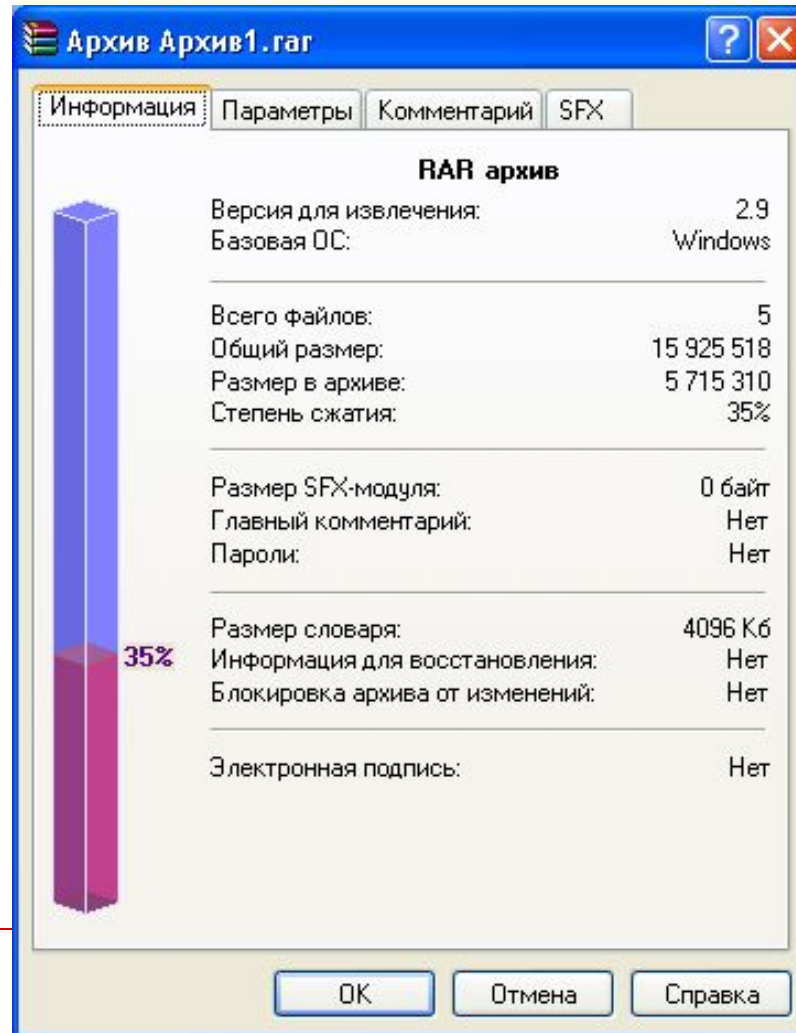 Архив Архив1.rar
Информация Параметры Комментарий SFX
RAR архив
Версия для извлечения: 2.9
Базовая ОС: Windows
Всего файлов: 5
Общий размер: 15 925 518
Размер в архиве: 5 715 310
Степень сжатия: 35%
Размер SFX-модуля: 0 байт
Главный комментарий: Нет
Пароли: Нет
Размер словаря: 4096 Кб
35% Информация для восстановления: Нет
Блокировка архива от изменений: Нет
Электронная подпись: Нет
ОК Отмена Справка